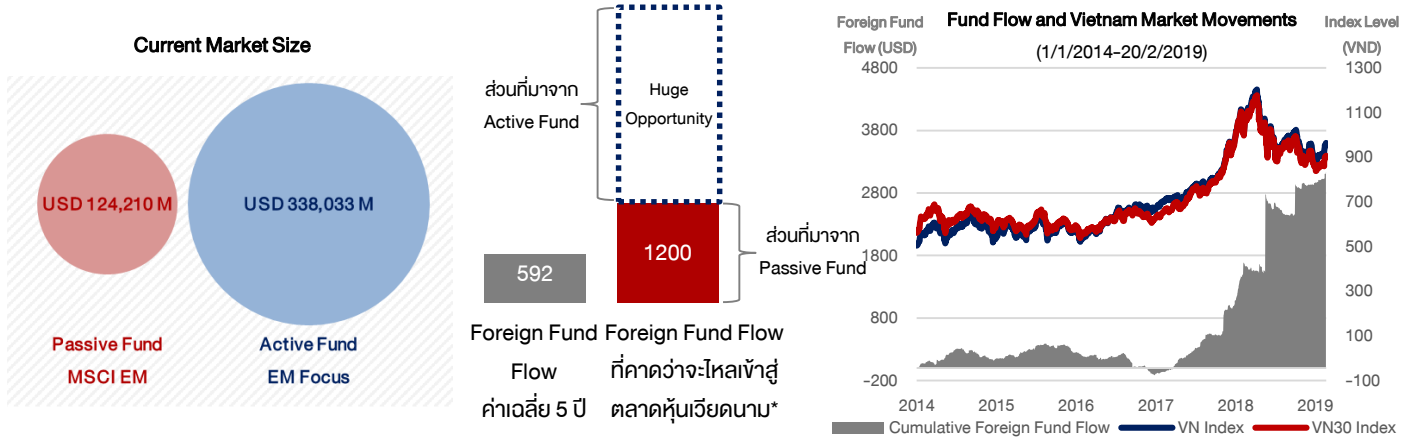 Current Market Size
USD 124,210 M
USD 338,033 M
Passive Fund
MSCI EM
Active Fund
EM Focus
ส่วนที่มาจาก
Active Fund
Huge
Opportunity
592
1200
ส่วนที่มาจาก
Passive Fund
Foreign Fund
Flow
ค่าเฉลี่ย 5 ปี
Foreign Fund Flow
ที่คาดว่าจะไหลเข้าสู่
ตลาดหุ้นเวียดนาม*
Foreign Fund
Flow (USD)
Fund Flow and Vietnam Market Movements
(1/1/2014-20/2/2019)
Index Level
(VND)
4800
3800
2800
1800
800
-200
1300
1100
900
700
500
300
100
-100
2014
2015
2016
2017
2018
2019
Cumulative Foreign Fund Flow
VN Index
VN30 Index